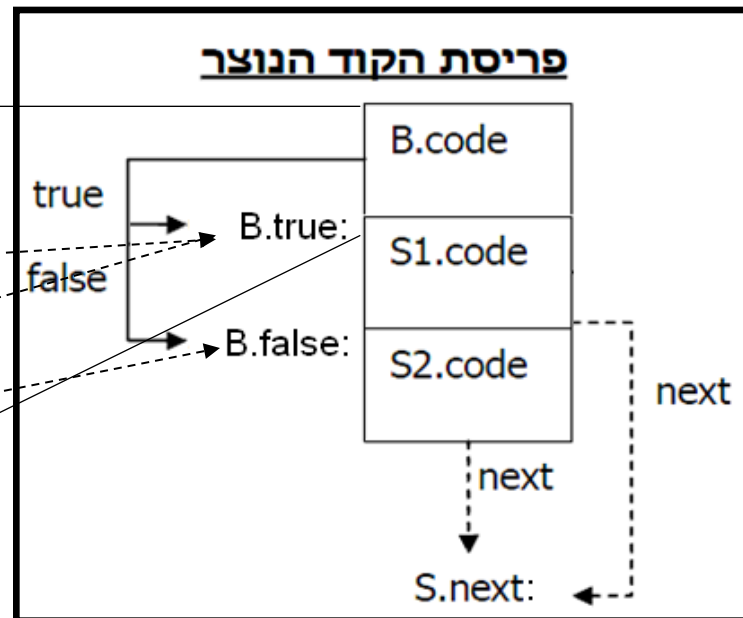 פריסת הקוד הנוצר
B.code
true
B.true:
S1.code
false
B.false:
S2.code
next
next
S.next: